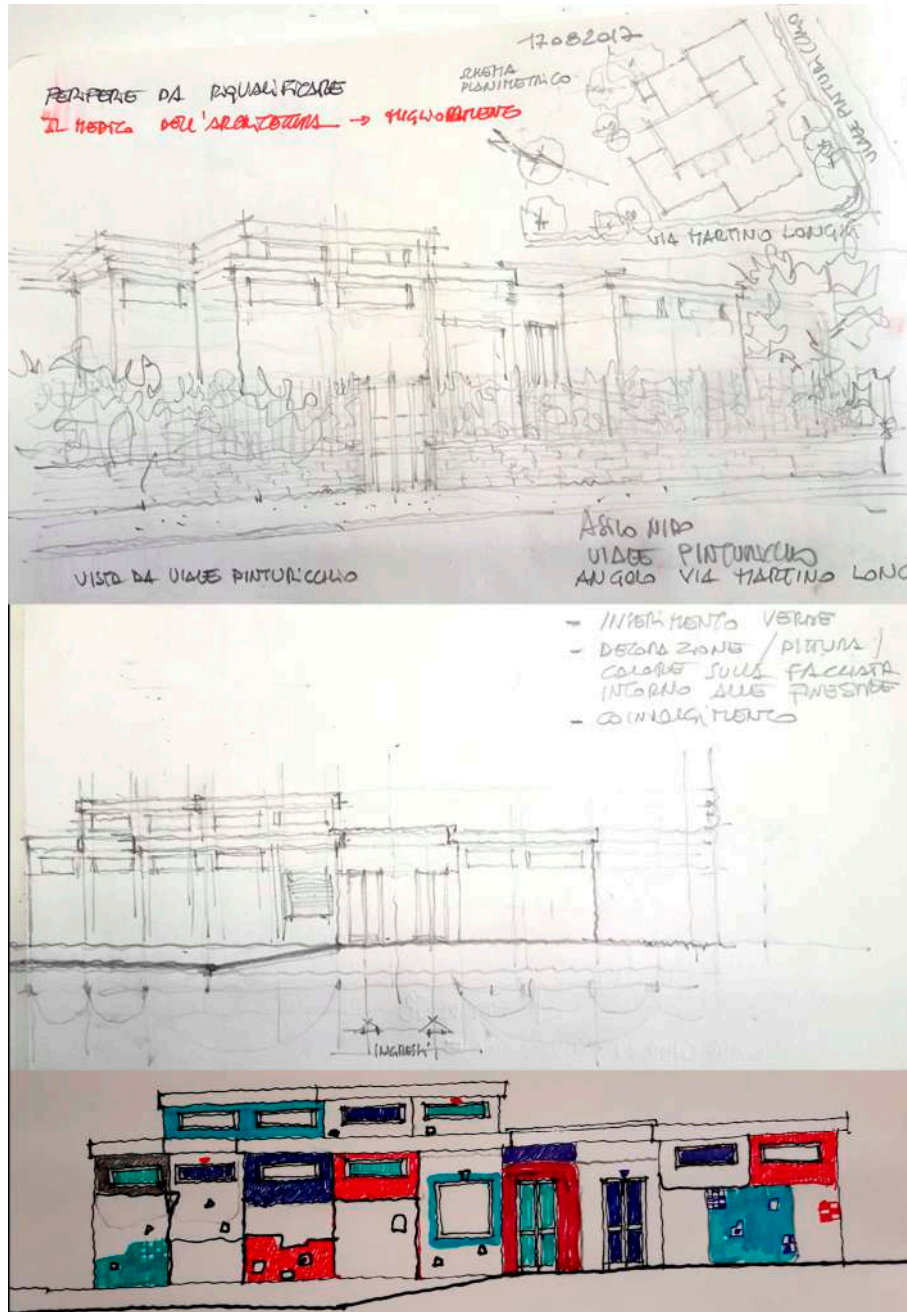 17082017
PERIFERIE DA RIQUALIFICARE
IL MEDICO DELL'ARCHITETTURA → MIGLIORAMENTO
SCHEMA
PLANIMETRICO
VIALE PINTURICCHIO
VIA MARTINO LONGHI
ASILO NIDO
VIALE PINTURICCHIO
ANGOLO VIA MARTINO LONG
VISTA DA VIALE PINTURICCHIO
- INSERIMENTO VERDE
- DECORAZIONE / PITTURA /
COLORE SULLA FACCIATA
INTORNO ALLE FINESTRE
- COINVOLGIMENTO
INGRESSI